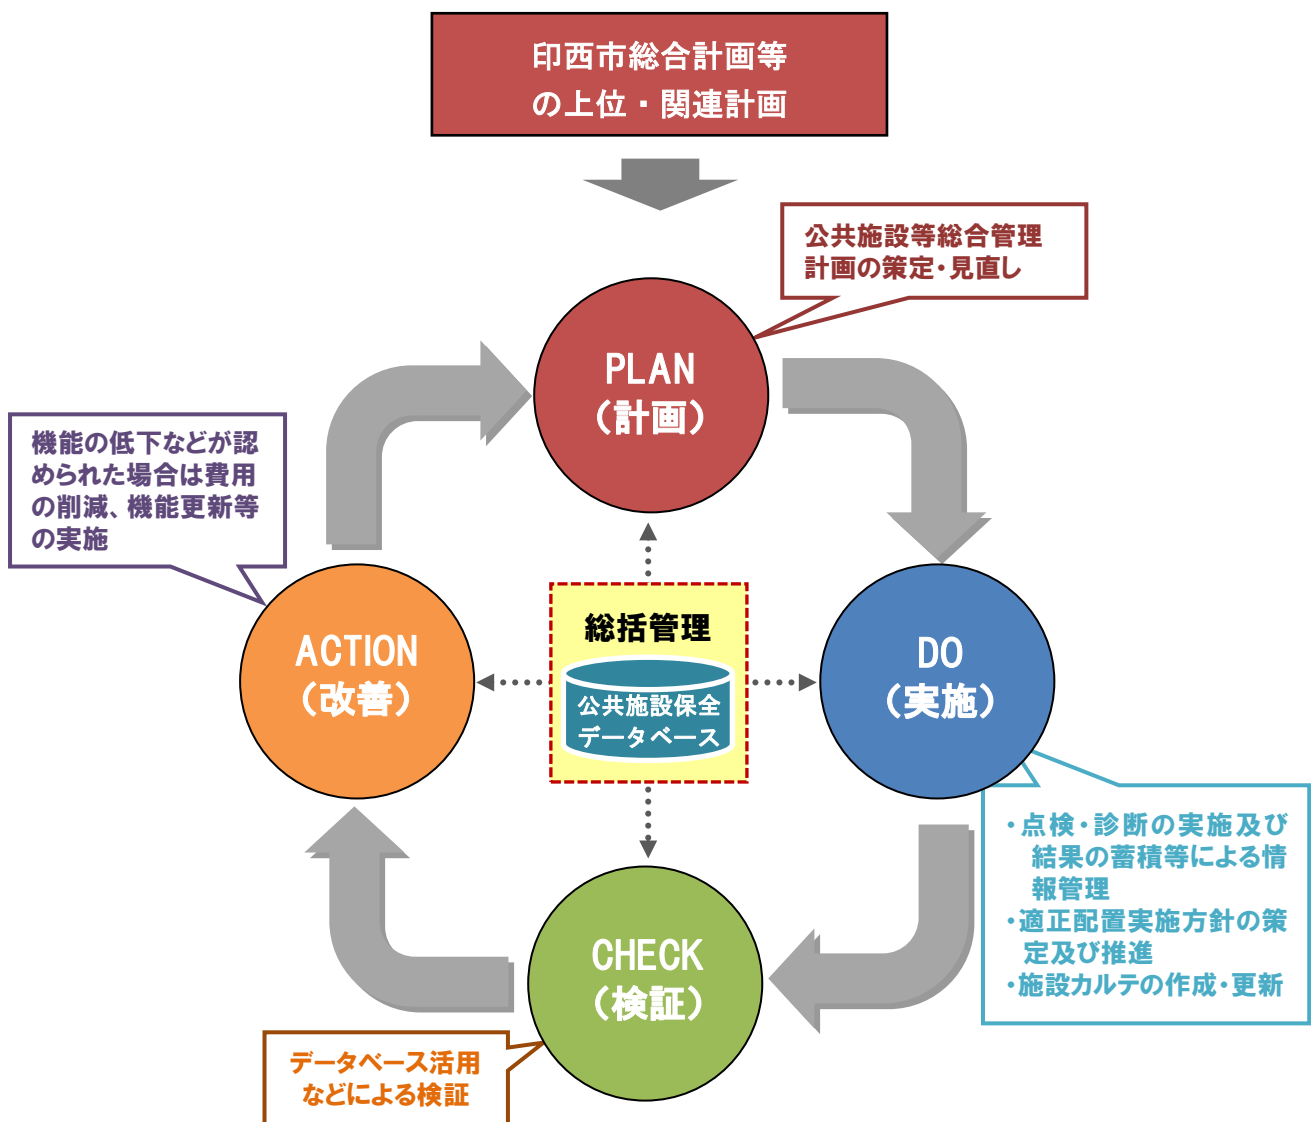 印西市総合計画等
の上位・関連計画
公共施設等総合管理
計画の策定・見直し
PLAN
（計画）
機能の低下などが認
められた場合は費用
の削減、機能更新等
の実施
ACTION
（改善）
総括管理
公共施設保全
データベース
DO
（実施）
・点検・診断の実施及び
結果の蓄積等による情
報管理
・適正配置実施方針の策
定及び推進
・施設カルテの作成・更新
CHECK
（検証）
データベース活用
などによる検証